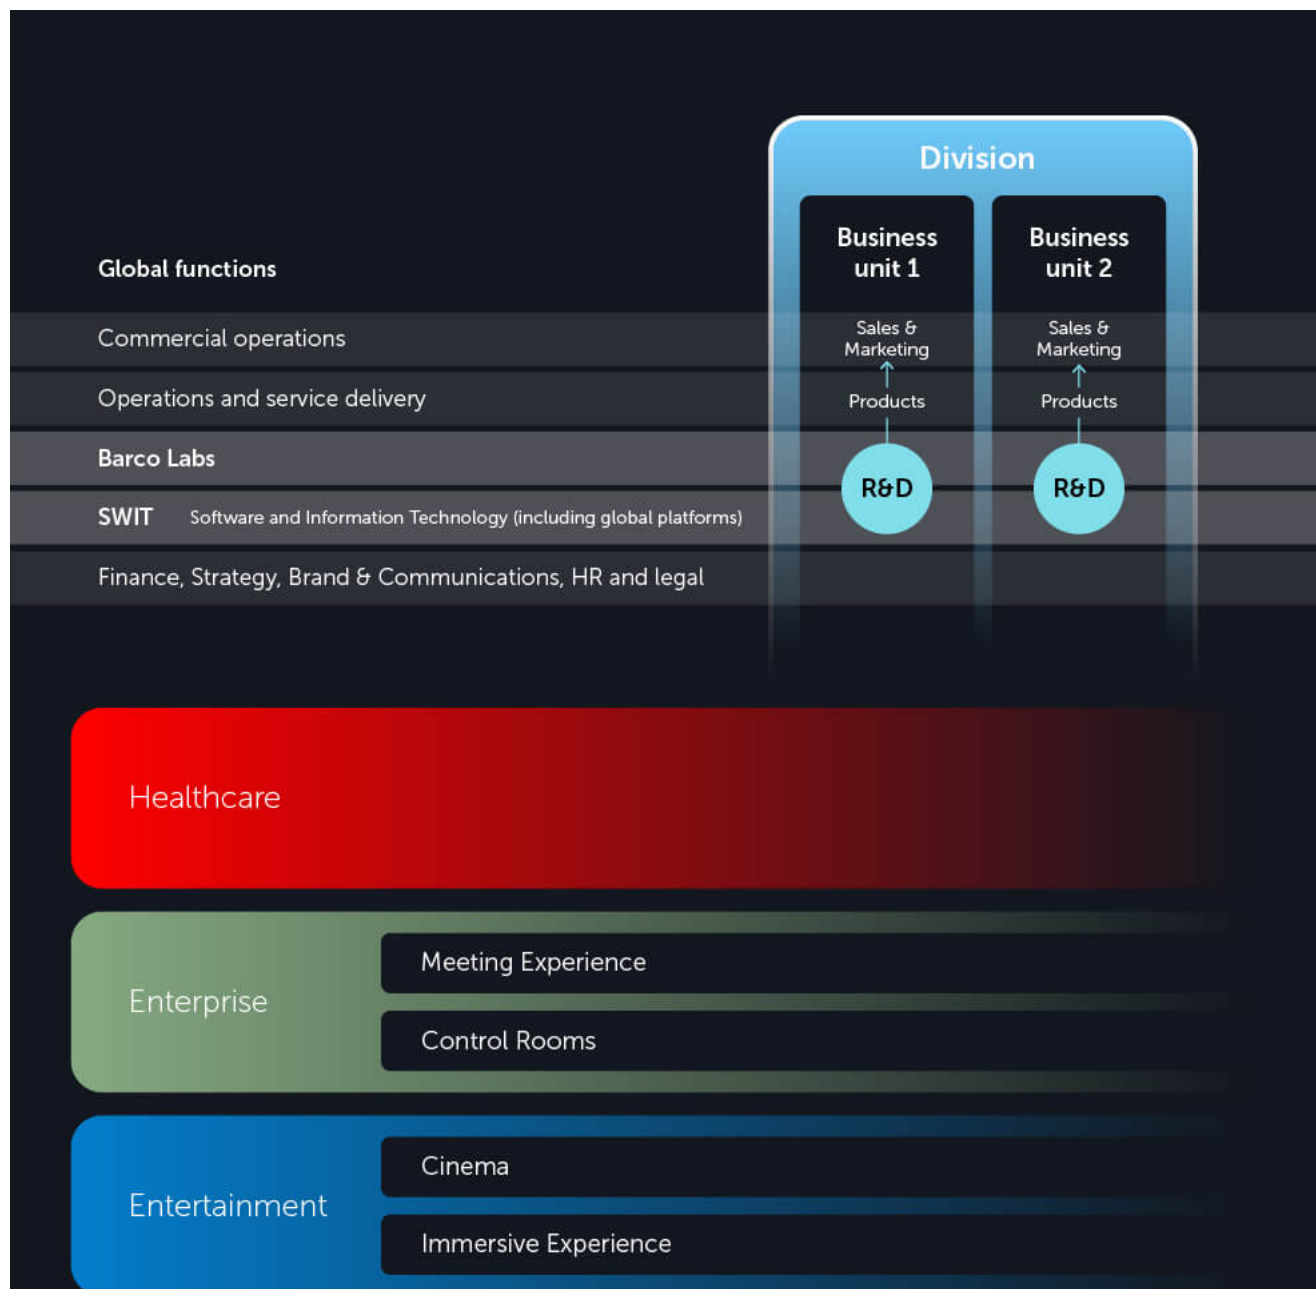 Division
Business
unit 1
Business
unit 2
Global functions
Commercial operations
Sales &
Marketing
Sales &
Marketing
Operations and service delivery
Products
Products
Barco Labs
R&D
R&D
SWIT Software and Information Technology (including global platforms)
Finance, Strategy, Brand & Communications, HR and legal
Healthcare
Enterprise
Meeting Experience
Control Rooms
Entertainment
Cinema
Immersive Experience